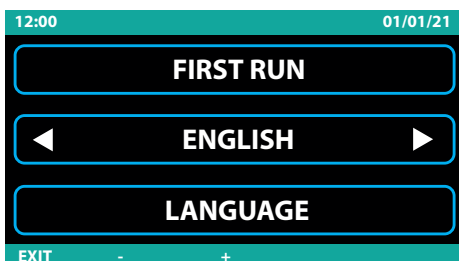 12:00 01/01/21
FIRST RUN
ENGLISH
LANGUAGE
EXIT - +